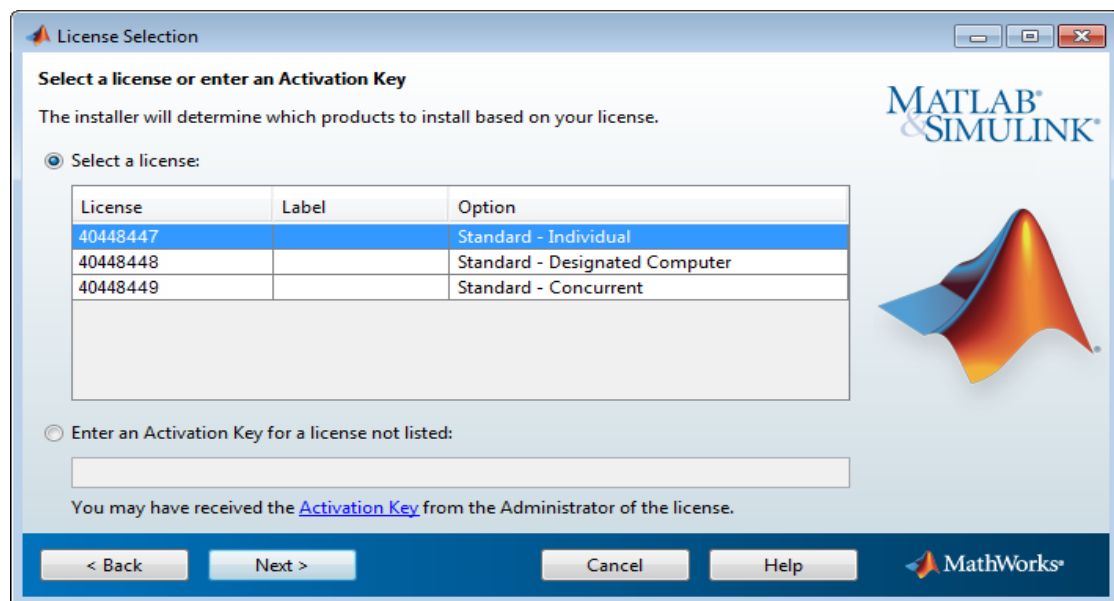 License Selection
Select a license or enter an Activation Key
The installer will determine which products to install based on your license.
MATLAB®
&SIMULINK®
Select a license:
License Label Option
40448447 Standard - Individual
40448448 Standard - Designated Computer
40448449 Standard - Concurrent
Enter an Activation Key for a license not listed:
You may have received the Activation Key from the Administrator of the license.
< Back Next > Cancel Help MathWorks®